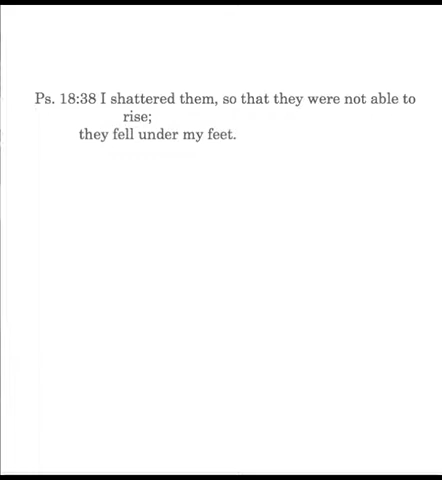 Ps. 18:38 I shattered them, so that they were not able to
rise;
they fell under my feet.